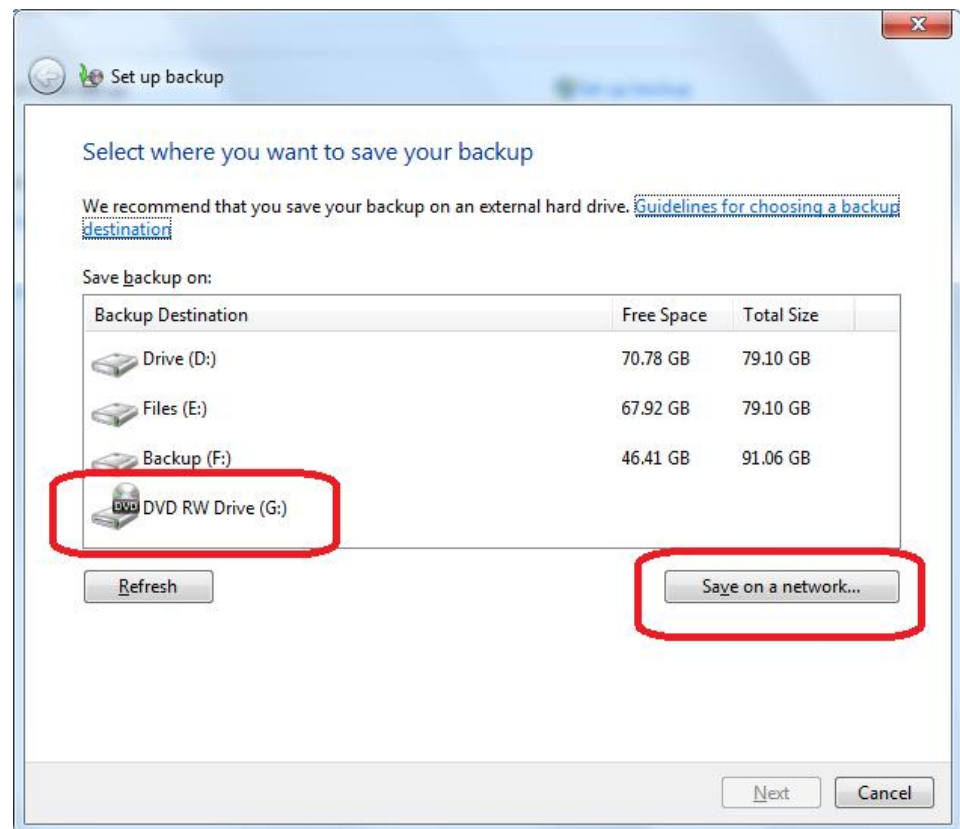 Set up backup
Select where you want to save your backup
We recommend that you save your backup on an external hard drive. Guidelines for choosing a backup
destination
Save backup on:
Backup Destination Free Space Total Size
Drive (D:) 70.78 GB 79.10 GB
Files (E:) 67.92 GB 79.10 GB
Backup (F:) 46.41 GB 91.06 GB
DVD DVD RW Drive (G:)
Refresh Save on a network...
Next Cancel